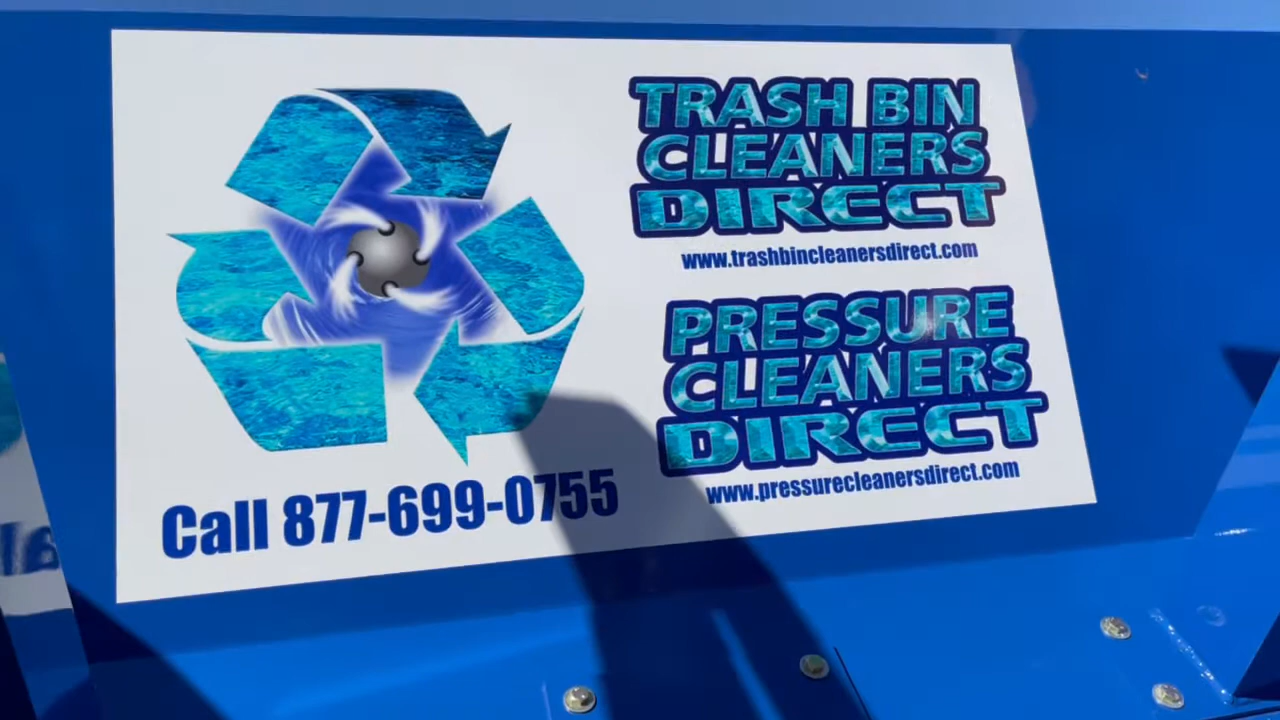 TRASH BIN
CLEANERS
DIRECT
www.trashbincleanersdirect.com
PRESSURE
CLEANERS
DIRECT
www.pressurecleanersdirect.com
Call 877-699-0755